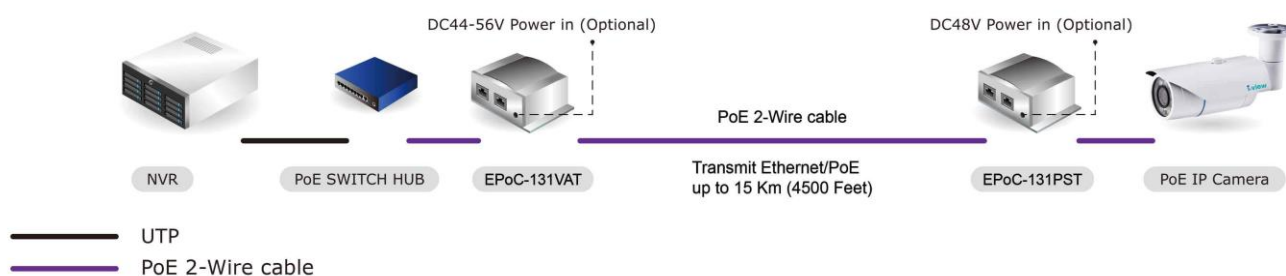 DC44-56V Power in (Optional)
DC48V Power in (Optional)
i-view
PoE 2-Wire cable
Transmit Ethernet/PoE
up to 15 Km (4500 Feet)
NVR
PoE SWITCH HUB
EPoC-131VAT
EPoC-131PST
PoE IP Camera
UTP
PoE 2-Wire cable